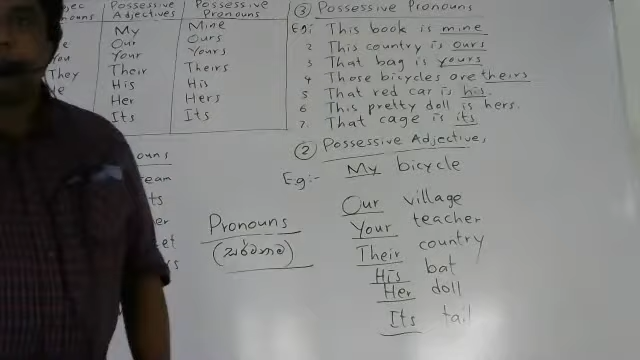 Possessive Adjectives
Possessive Pronouns
My Mine
Our Ours
Your Yours
They Their Theirs
His His
Her Hers
Its Its
③ Possessive Pronouns
Eg:- This book is mine
2 This country is ours
3 That bag is yours
4 Those bicycles are theirs
5 That red car is his.
6 This pretty doll is hers.
7. That cage is its
② Possessive Adjective,
Eg:- My bicycle
Our village
Your teacher
Their country
His bat
Her doll
Its tail
Pronouns